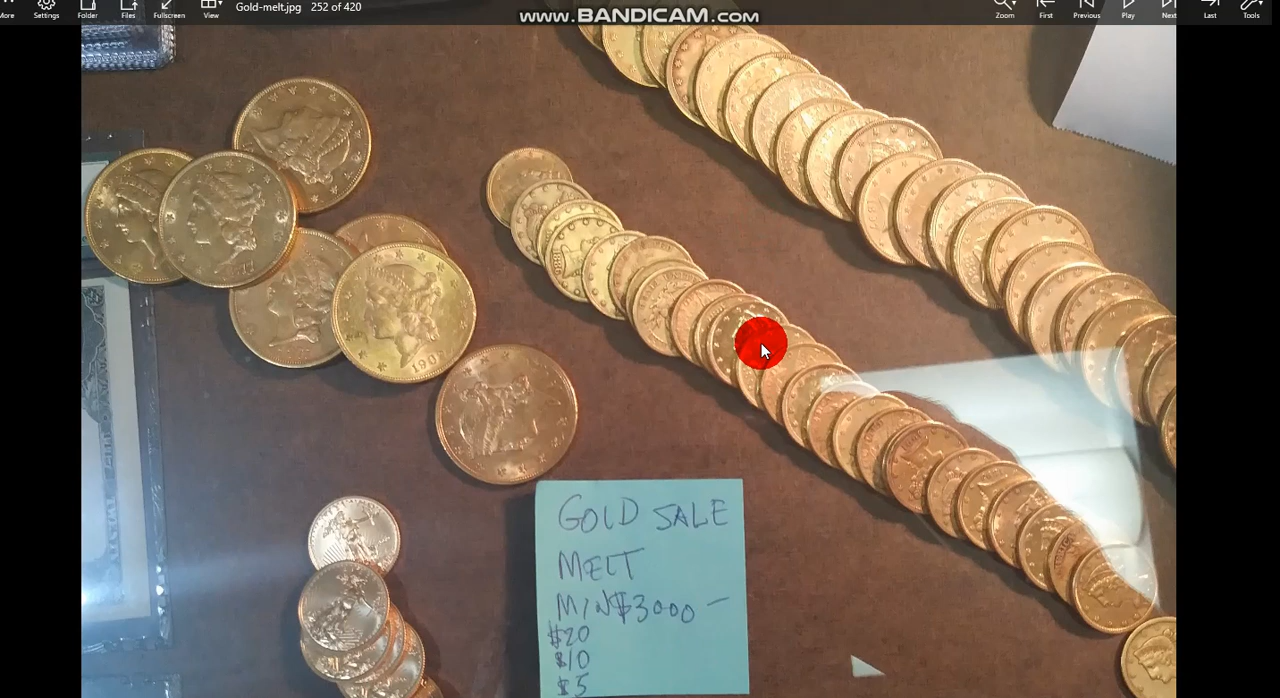 More
Settings
Folder
Files
Fullscreen
View
Gold-melt.jpg 252 of 420
www.BANDICAM.com
Zoom
First
Previous
Play
Next
Last
Tools
1907
GOLD SALE
MELT
MIN $3000 –
$20
$10
$5